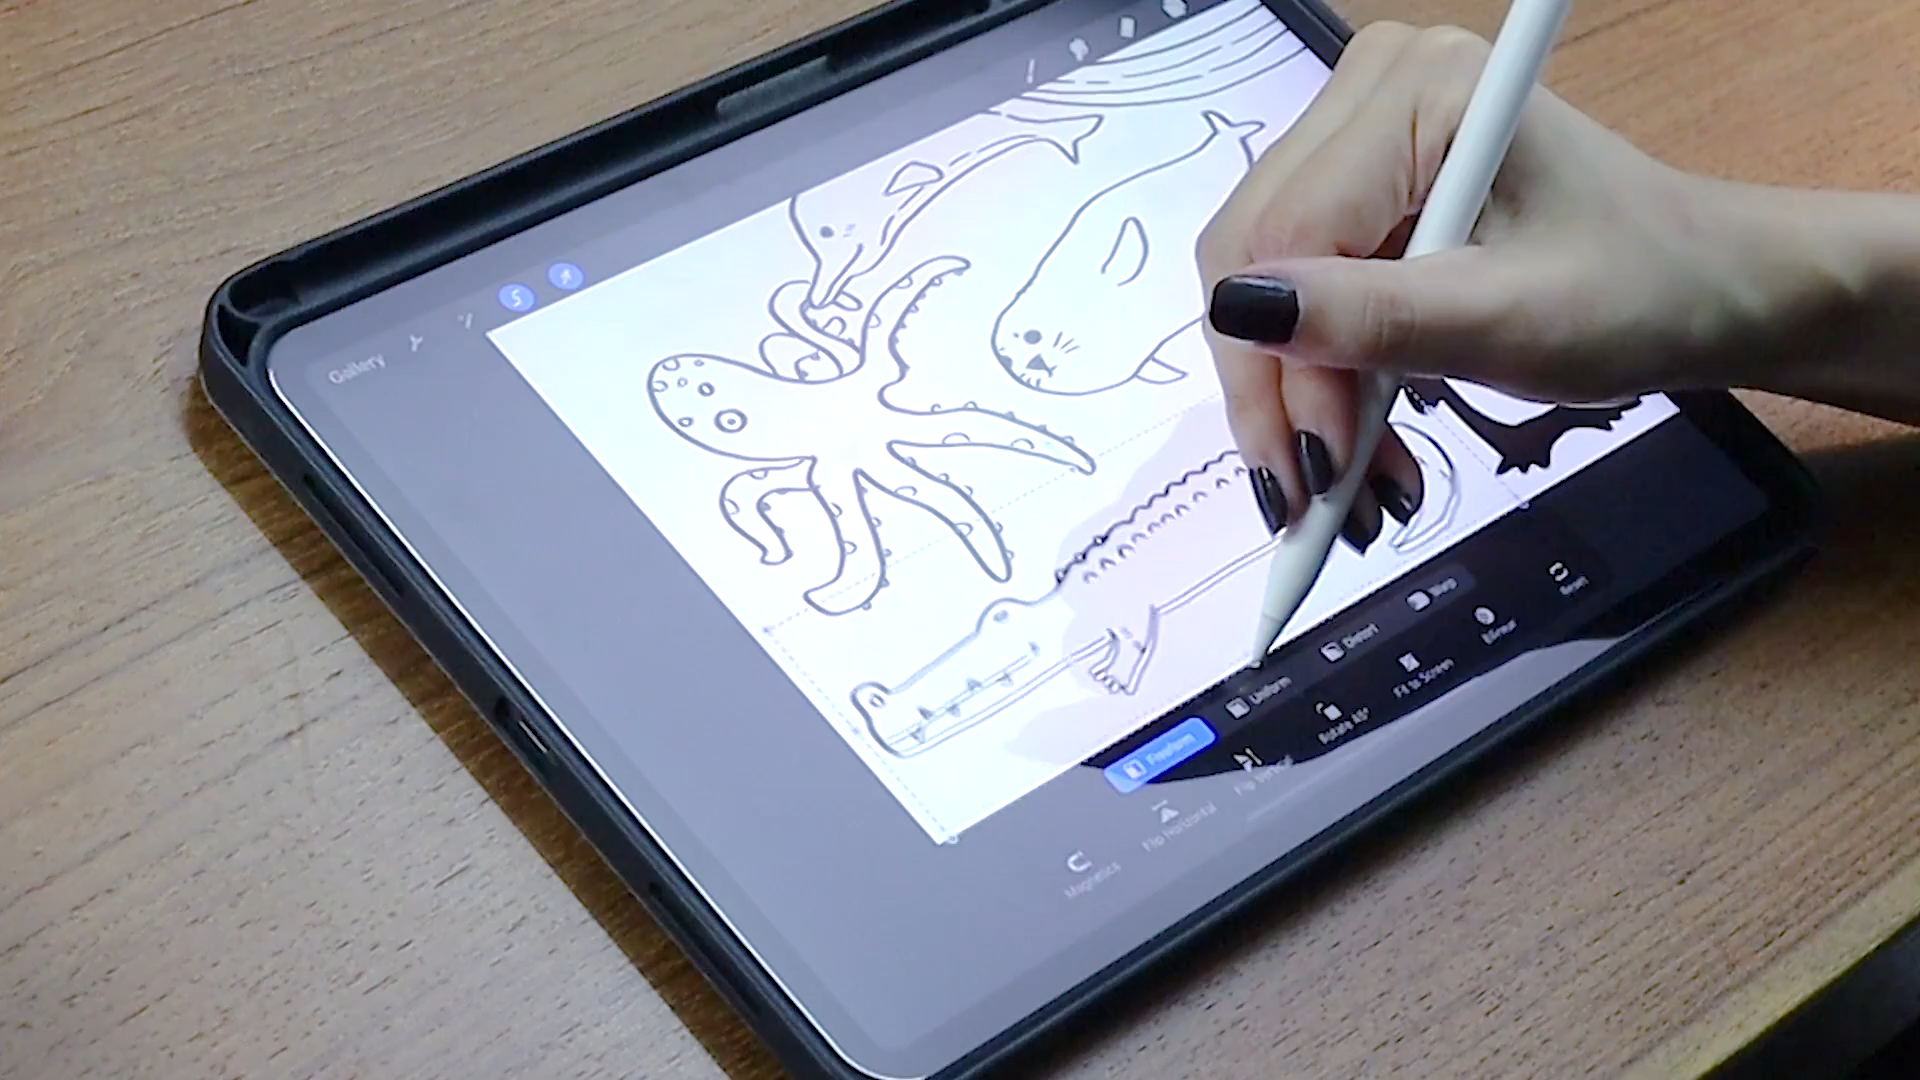 Gallery
Freeform
Uniform
Distort
Warp
Magnetics
Flip Horizontal
Flip Vertical
Rotate 45°
Fit to Screen
Bilinear
Reset